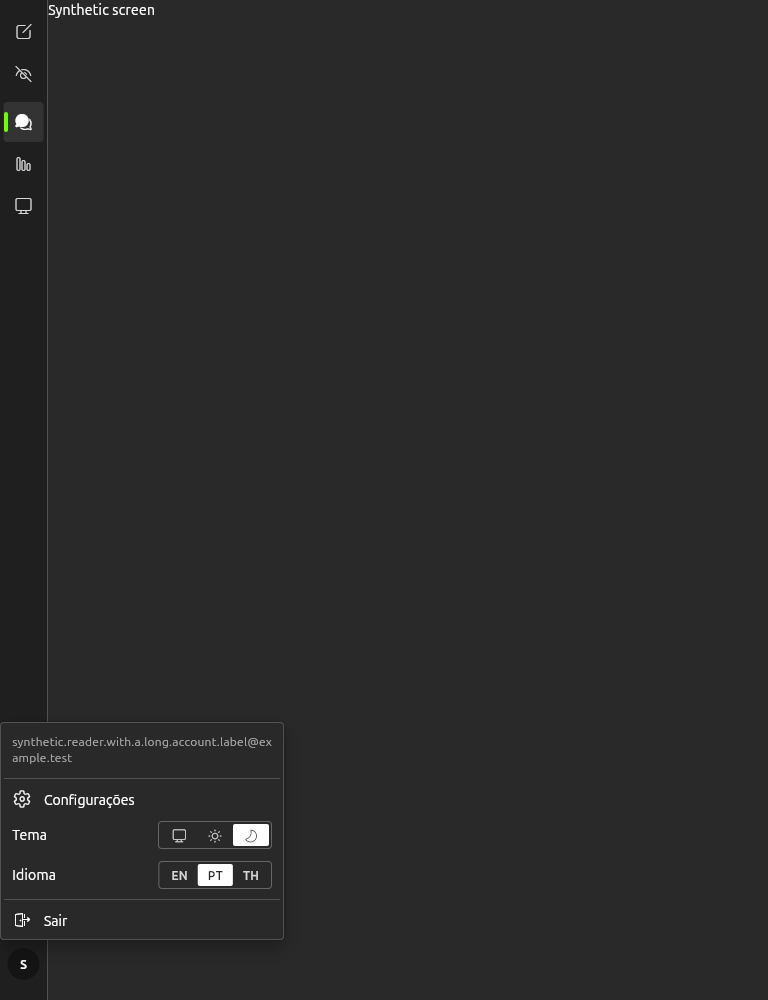 Synthetic screen
synthetic.reader.with.a.long.account.label@ex
ample.test
Configurações
Tema
Idioma EN PT TH
Sair
S